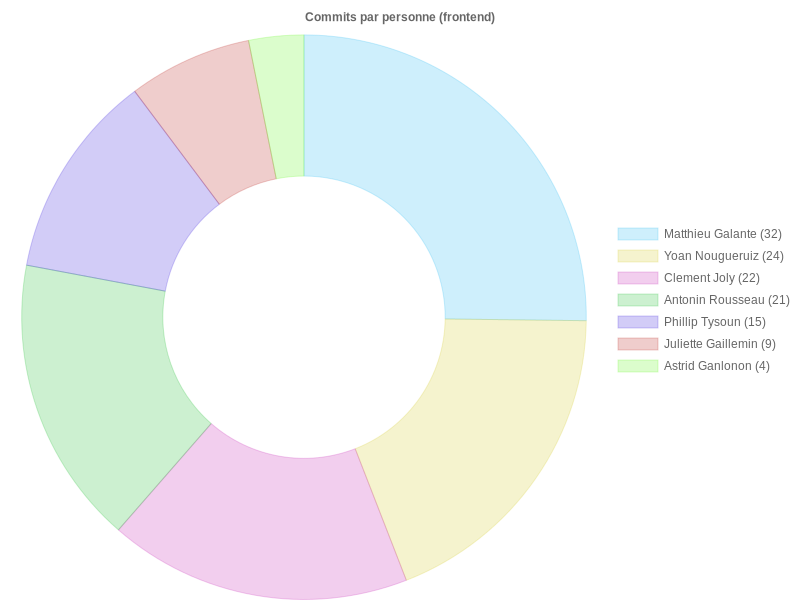 Commits par personne (frontend)
Matthieu Galante (32)
Yoan Nougueruiz (24)
Clement Joly (22)
Antonin Rousseau (21)
Phillip Tysoun (15)
Juliette Gaillemin (9)
Astrid Ganlonon (4)